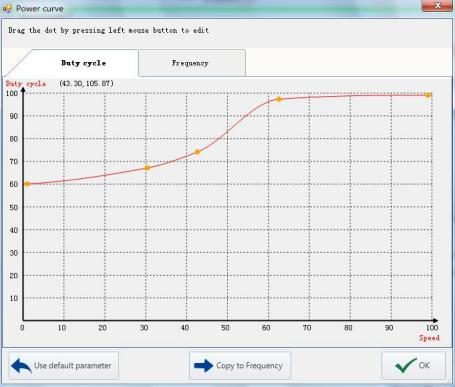 Power curve
Drag the dot by pressing left mouse button to edit
Duty cycle
Frequency
Duty cycle (43.30,105.87)
100
90
80
70
60
50
40
30
20
10
0 10 20 30 40 50 60 70 80 90 100
Speed
Use default parameter
Copy to Frequency
OK